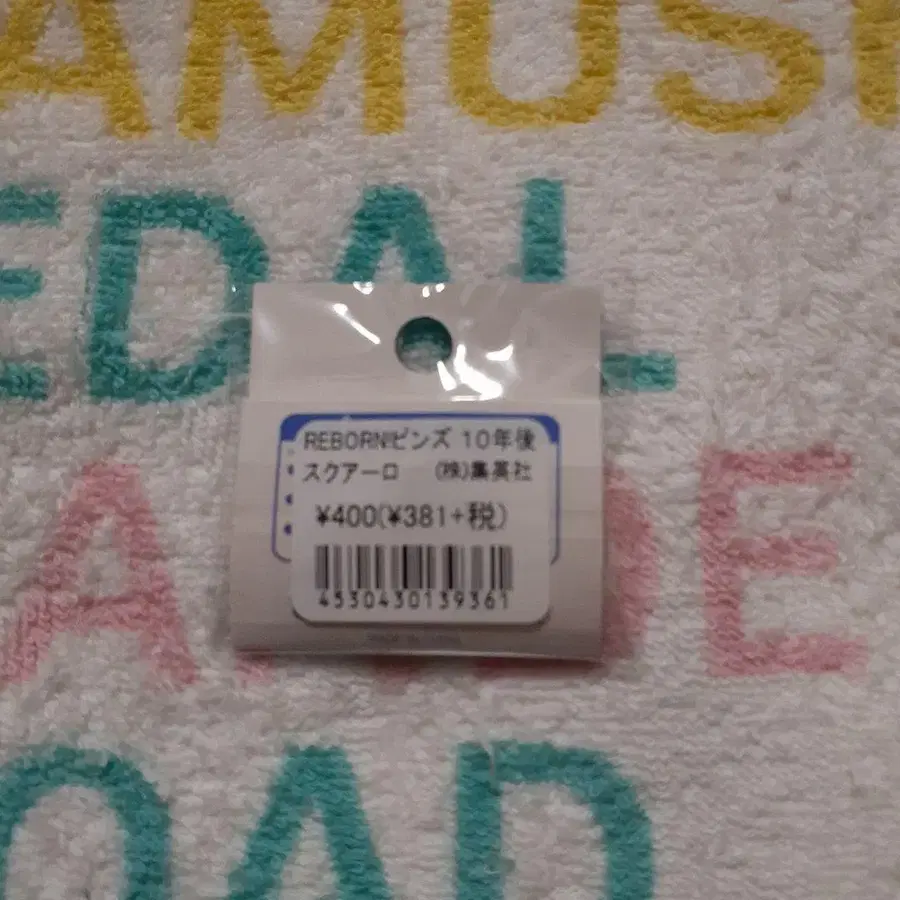 AMUS
EDAL
REBORN!ピンズ 10年後
スクアーロ (株)集英社
¥400(¥381+税)
4530430139361